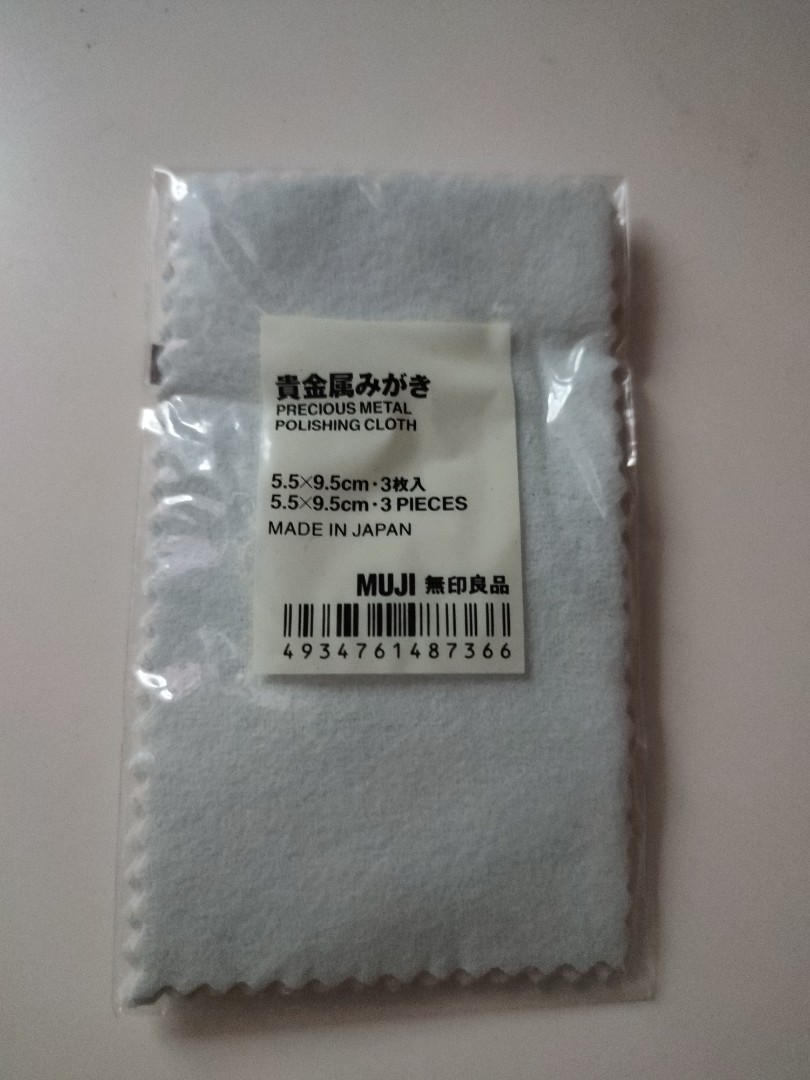 貴金属みがき
PRECIOUS METAL
POLISHING CLOTH
5.5×9.5cm・3枚入
5.5×9.5cm・3 PIECES
MADE IN JAPAN
MUJI 無印良品
4934761487366